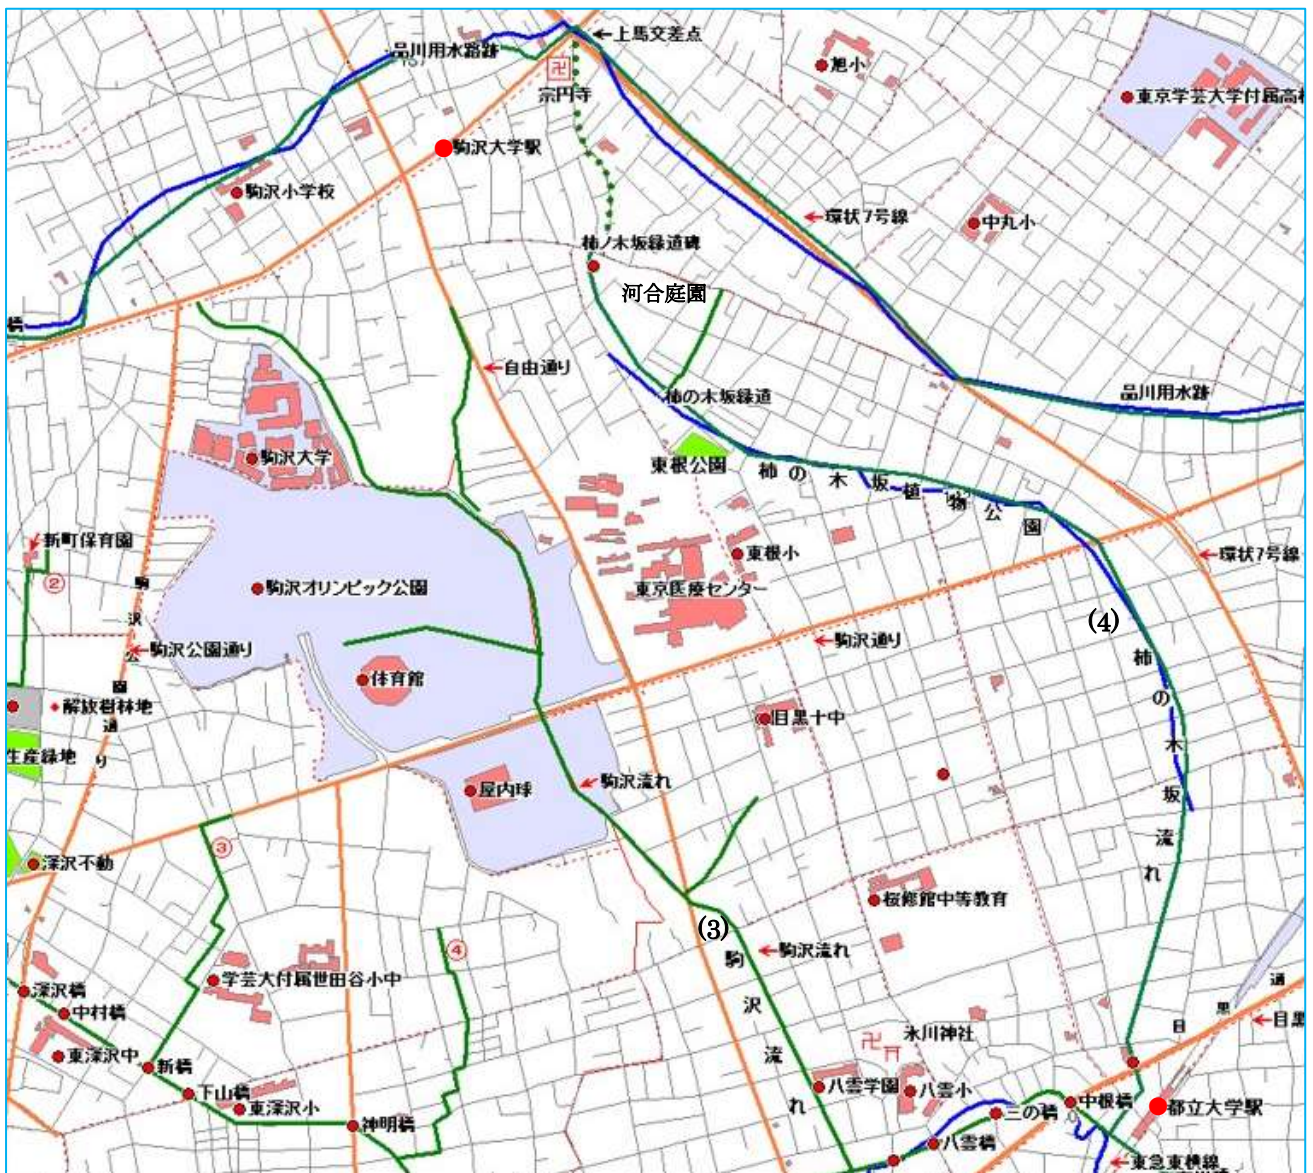 上馬交差点
品川用水路跡
旭小
宗円寺
東京学芸大学付属高校
駒沢大学駅
駒沢小学校
環状7号線
中丸小
柿ノ木坂緑道碑
河合庭園
橋
自由通り
品川用水跡
柿の木坂緑道
東根公園
駒沢大学
柿の木坂植物公園
新町保育園
②
東根小
環状7号線
駒沢オリンピック公園
東京医療センター
駒沢公園通り
(4)
駒沢通り
駒沢公園通り
体育館
柿の木坂流れ
解放樹林地
目黒十中
生産緑地
屋内球
駒沢流れ
③
深沢不動
桜修館中等教育
(3)
④
駒沢流れ
駒沢流れ
学芸大付属世田谷小中
深沢橋
中村橋
目黒通
目黒
氷川神社
東深沢中
新橋
下山橋
東深沢小
八雲学園
八雲小
三の橋
中根橋
都立大学駅
神明橋
八雲橋
東急東横線